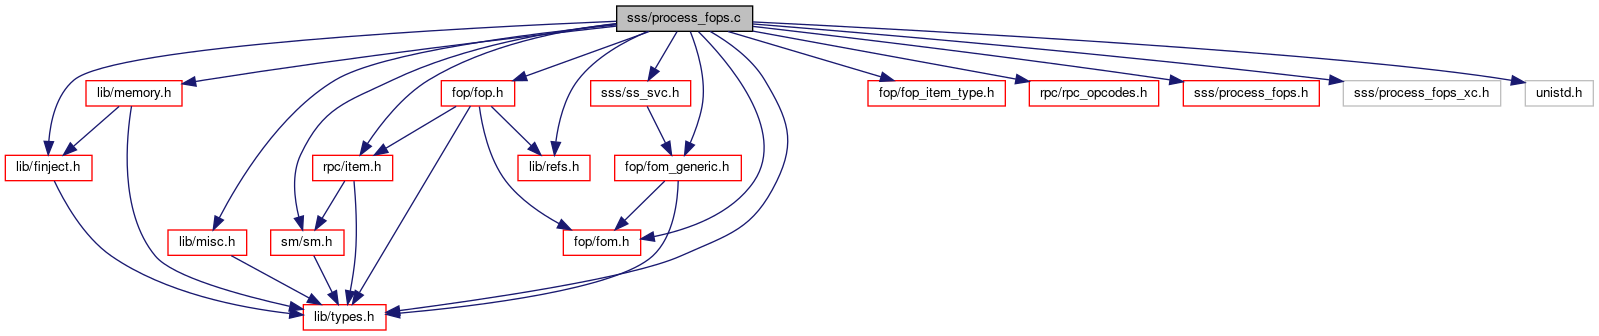 sss/process_fops.c
lib/memory.h
fop/fop.h
sss/ss_svc.h
fop/fop_item_type.h
rpc/rpc_opcodes.h
sss/process_fops.h
sss/process_fops_xc.h
unistd.h
lib/finject.h
rpc/item.h
lib/refs.h
fop/fom_generic.h
lib/misc.h
sm/sm.h
fop/fom.h
lib/types.h